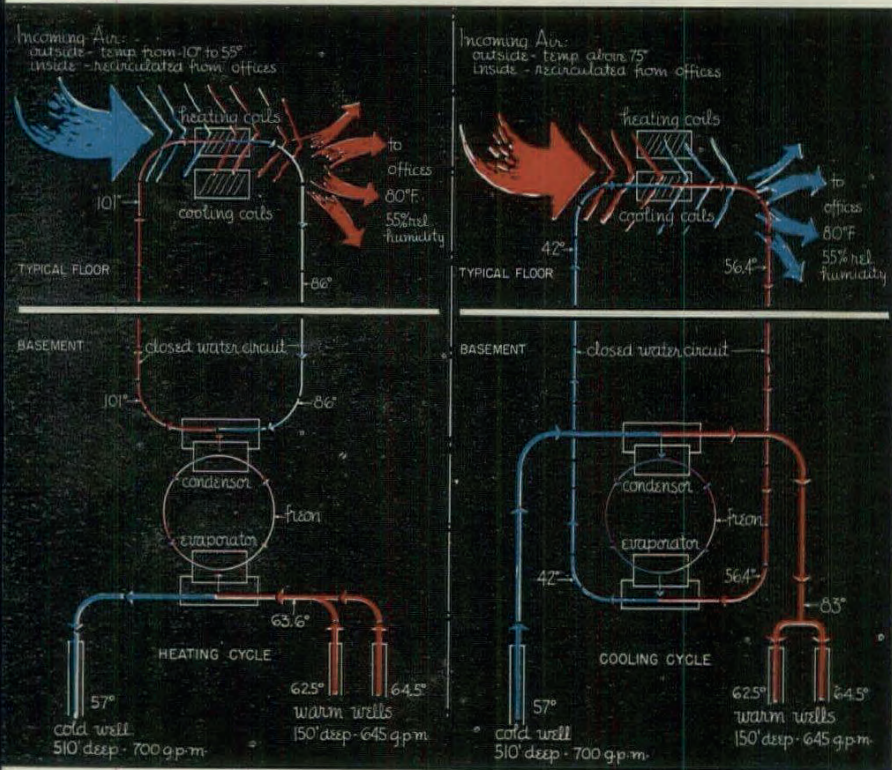 Incoming Air:
outside - temp from -10° to 55°
inside - recirculated from offices
heating coils
to
offices
80°F
55% rel
humidity
cooling coils
101°
86°
TYPICAL FLOOR
BASEMENT
closed water circuit
101°
86°
condensor
freon
evaporator
63.6°
HEATING CYCLE
57°
62.5°
64.5°
cold well
510' deep - 700 g.p.m.
warm wells
150' deep - 645 g.p.m.
Incoming Air:
outside - temp above 75°
inside - recirculated from offices
heating coils
to
offices
80°F
55% rel
humidity
cooling coils
42°
56.4°
TYPICAL FLOOR
BASEMENT
closed water circuit
condensor
freon
evaporator
42°
56.4°
83°
COOLING CYCLE
57°
62.5°
64.5°
cold well
510' deep - 700 g.p.m.
warm wells
150' deep - 645 g.p.m.